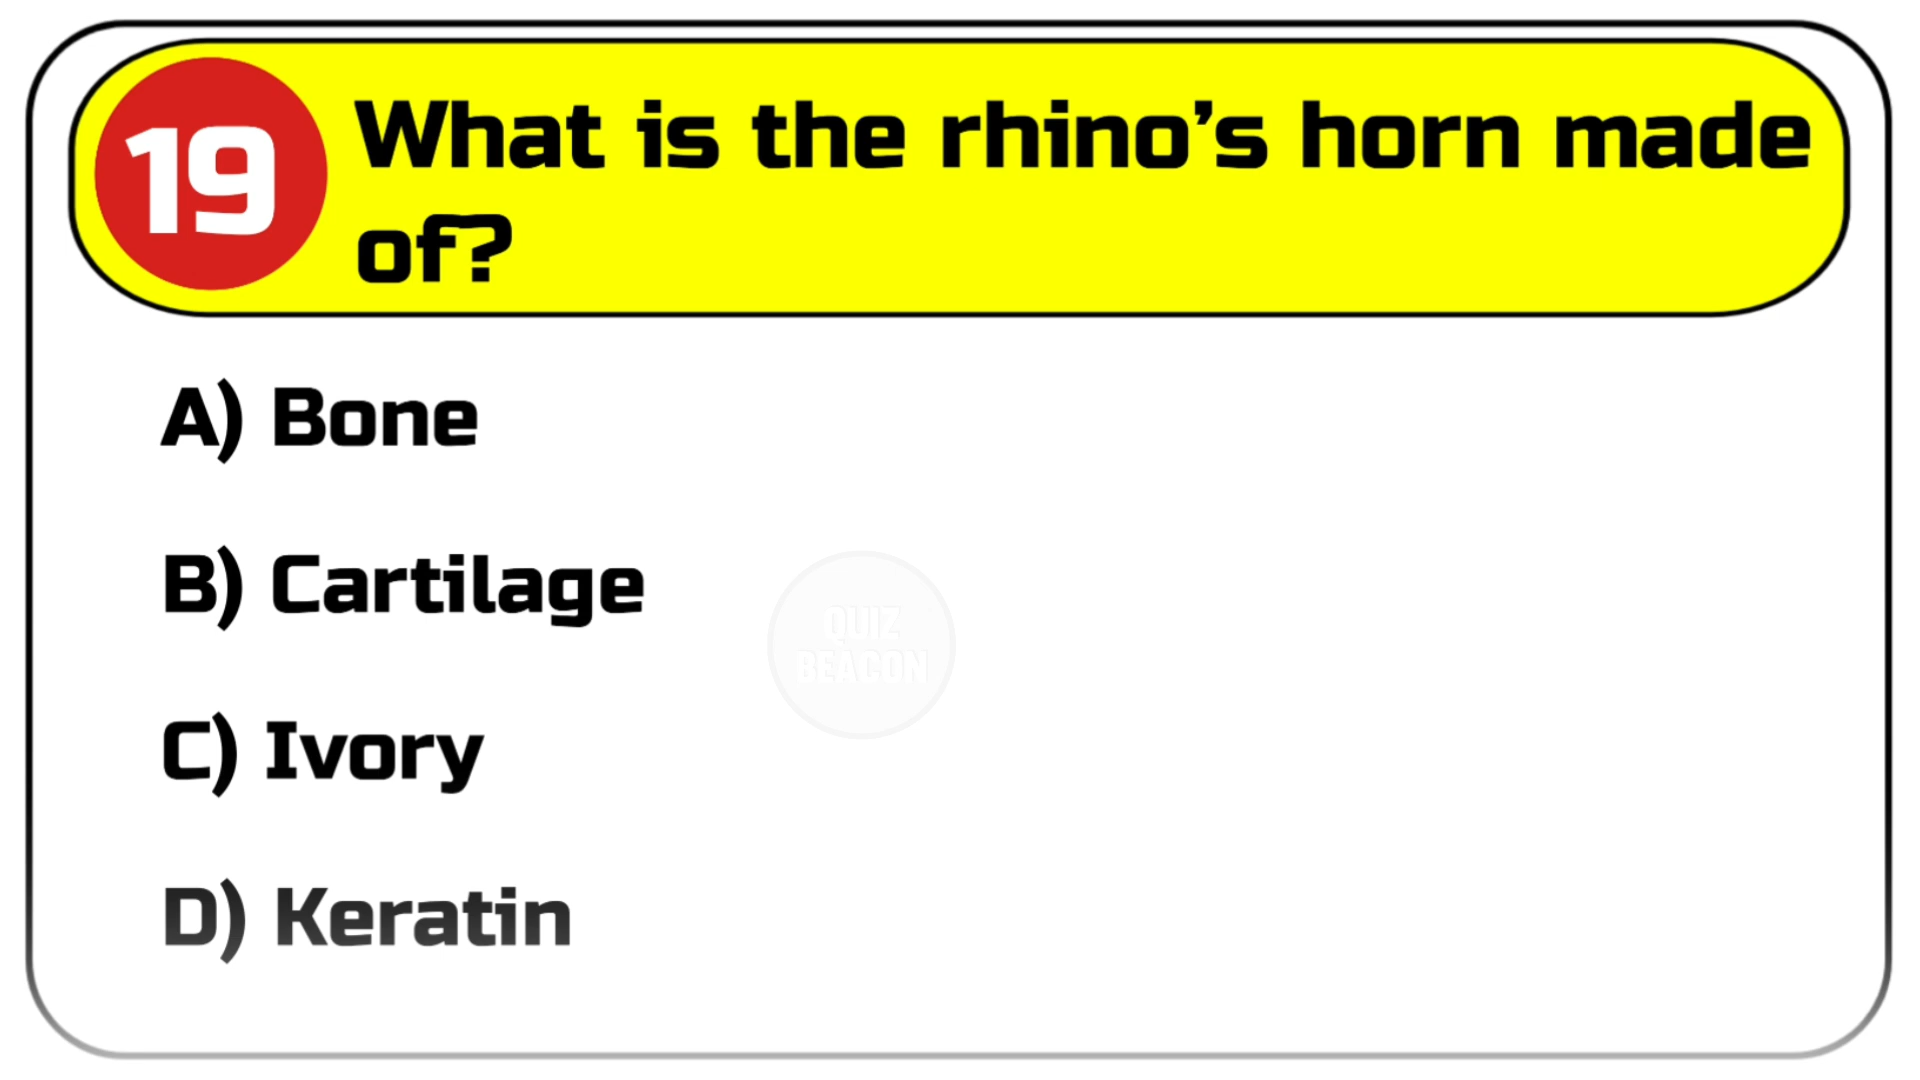 19
What is the rhino’s horn made
of?
A) Bone
B) Cartilage
QUIZ
BEACON
C) Ivory
D) Keratin